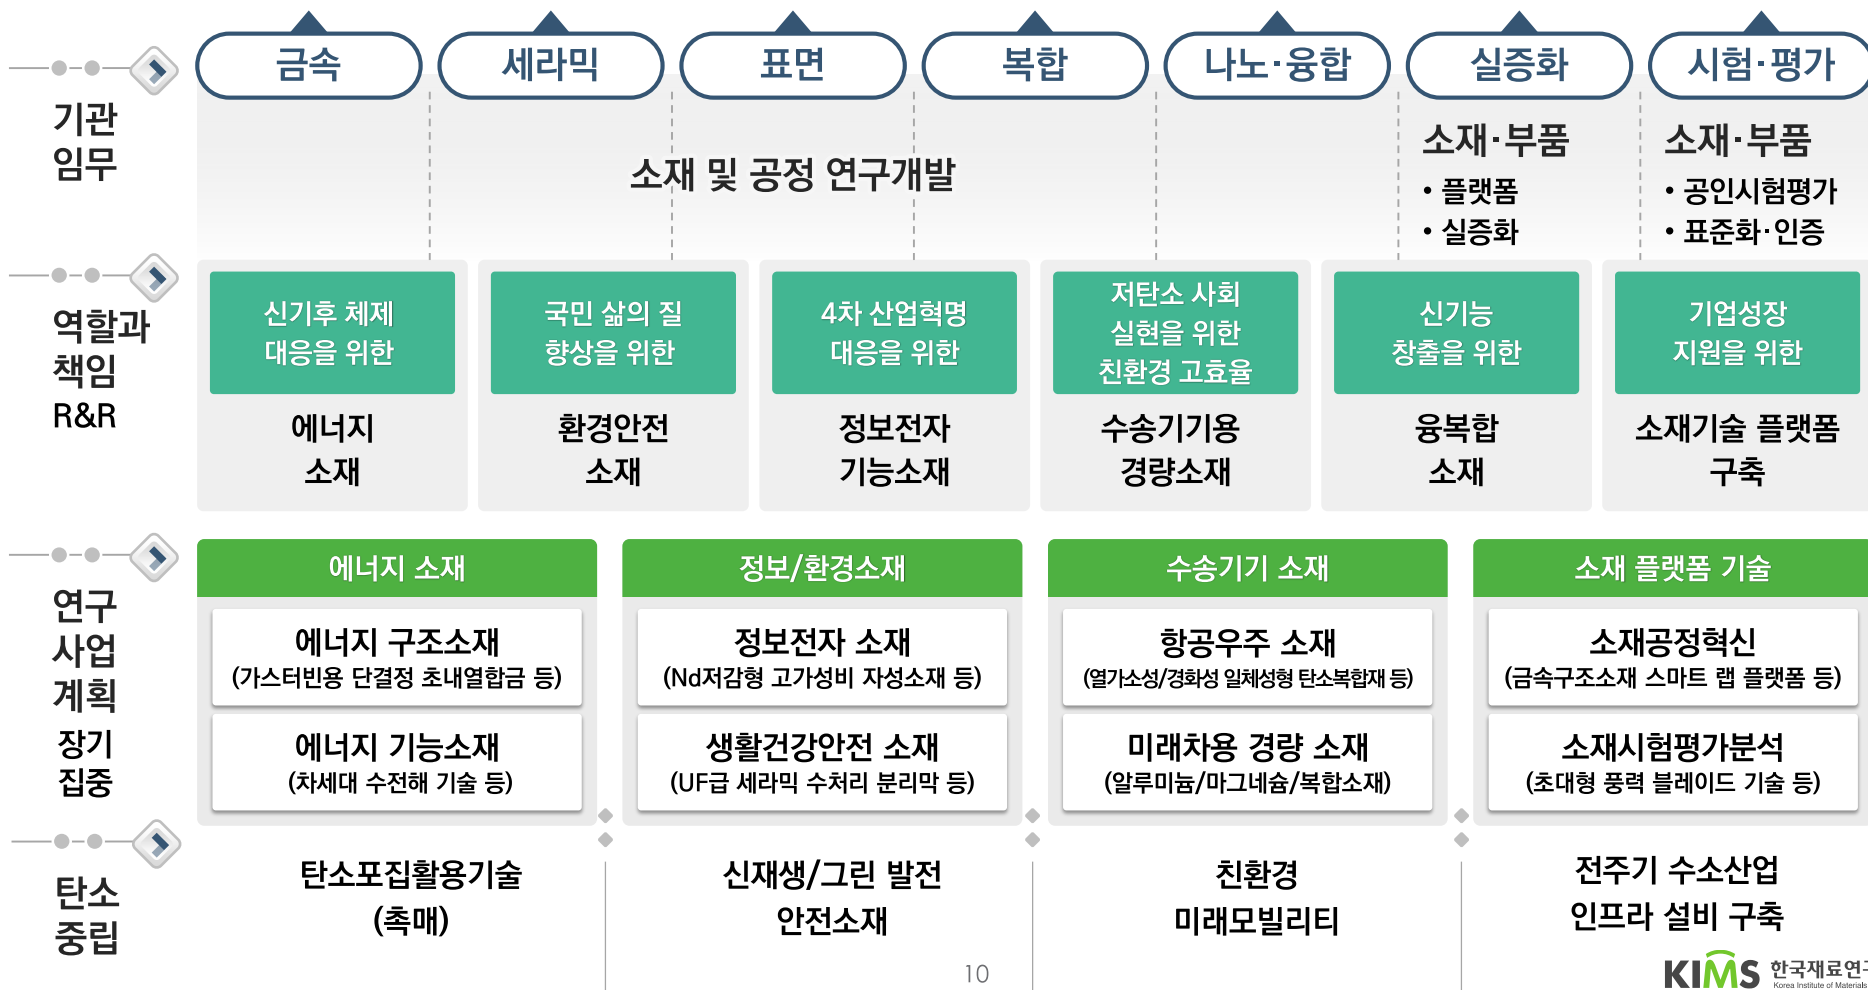 금속
세라믹
표면
복합
나노·융합
실증화
시험·평가
기관
임무
소재 및 공정 연구개발
소재·부품
• 플랫폼
• 실증화
소재·부품
• 공인시험평가
• 표준화·인증
역할과
책임
R&R
신기후 체제
대응을 위한
에너지
소재
국민 삶의 질
향상을 위한
환경안전
소재
4차 산업혁명
대응을 위한
정보전자
기능소재
저탄소 사회
실현을 위한
친환경 고효율
수송기기용
경량소재
신기능
창출을 위한
융복합
소재
기업성장
지원을 위한
소재기술 플랫폼
구축
연구
사업
계획
장기
집중
에너지 소재
에너지 구조소재
(가스터빈용 단결정 초내열합금 등)
에너지 기능소재
(차세대 수전해 기술 등)
정보/환경소재
정보전자 소재
(Nd저감형 고가성비 자성소재 등)
생활건강안전 소재
(UF급 세라믹 수처리 분리막 등)
수송기기 소재
항공우주 소재
(열가소성/경화성 일체성형 탄소복합재 등)
미래차용 경량 소재
(알루미늄/마그네슘/복합소재)
소재 플랫폼 기술
소재공정혁신
(금속구조소재 스마트 랩 플랫폼 등)
소재시험평가분석
(초대형 풍력 블레이드 기술 등)
탄소
중립
탄소포집활용기술
(촉매)
신재생/그린 발전
안전소재
친환경
미래모빌리티
전주기 수소산업
인프라 설비 구축
10
KIMS
한국재료연구
Korea Institute of Materials